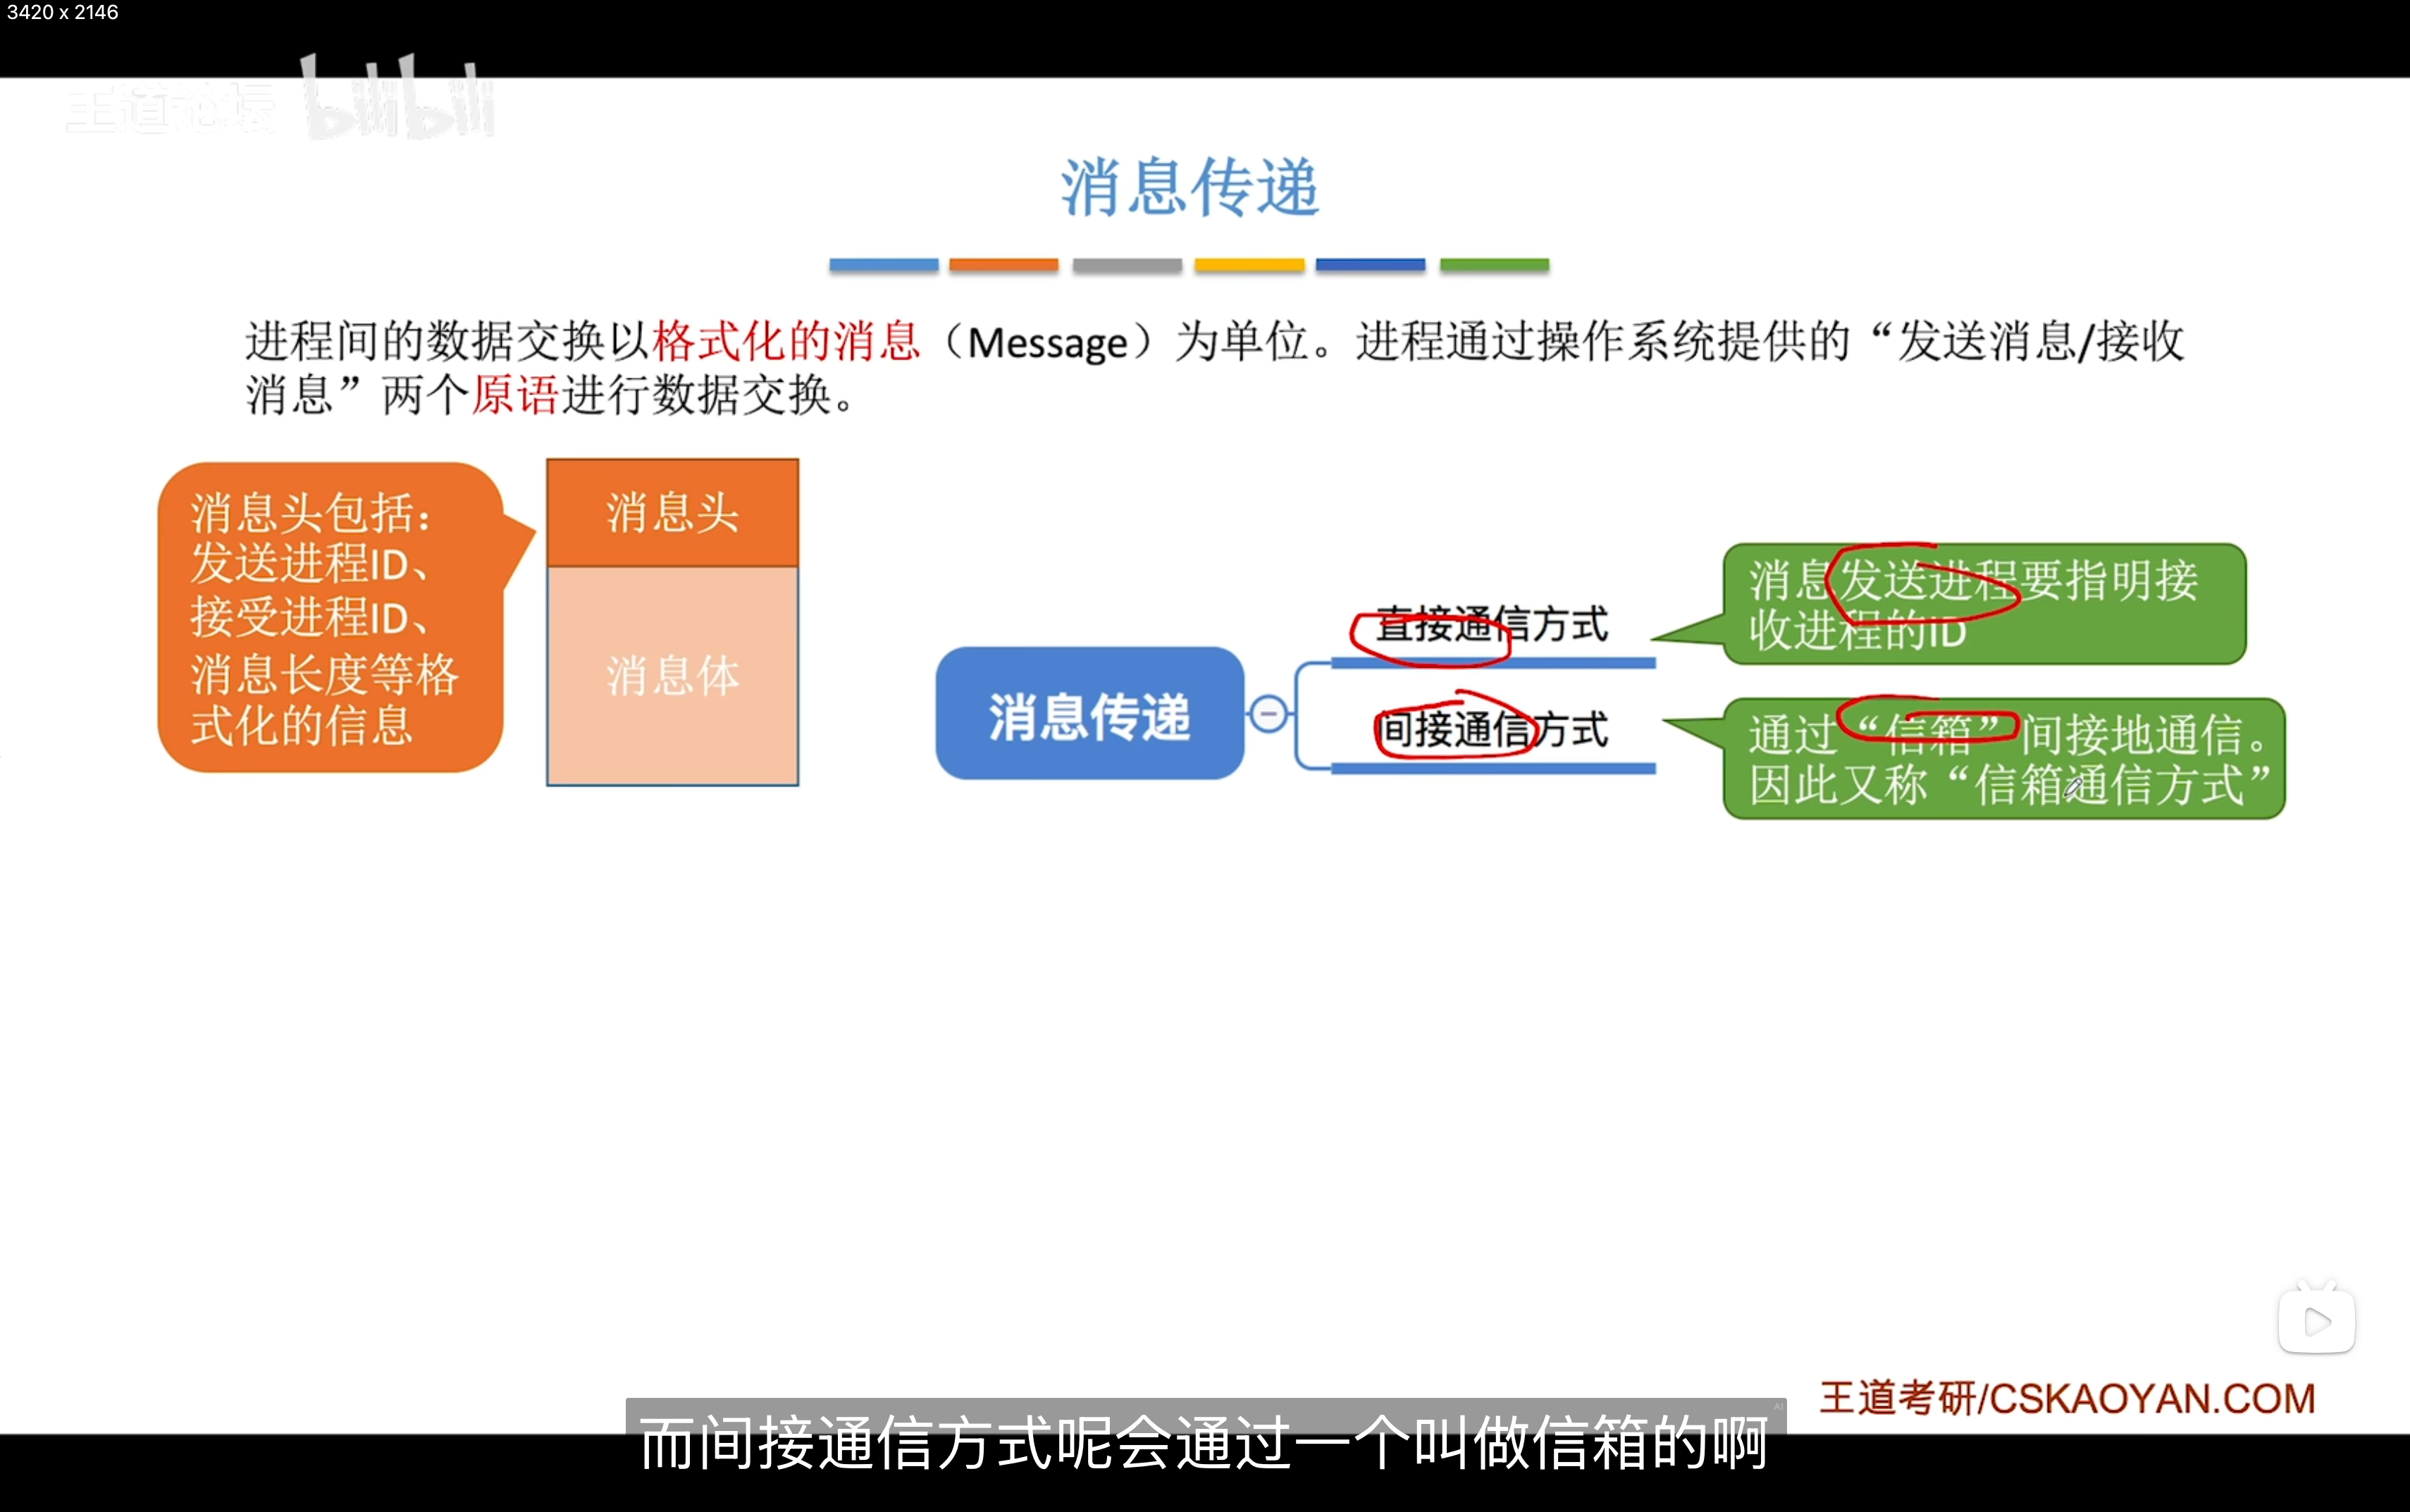 3420 x 2146
王道论坛 bilibili
消息传递
进程间的数据交换以格式化的消息（Message）为单位。进程通过操作系统提供的“发送消息/接收
消息”两个原语进行数据交换。
消息头包括：
发送进程ID、
接受进程ID、
消息长度等格
式化的信息
消息头
消息体
消息传递
直接通信方式
消息发送进程要指明接
收进程的ID
间接通信方式
通过“信箱”间接地通信。
因此又称“信箱通信方式”
王道考研/CSKAOYAN.COM
AI
而间接通信方式呢会通过一个叫做信箱的啊